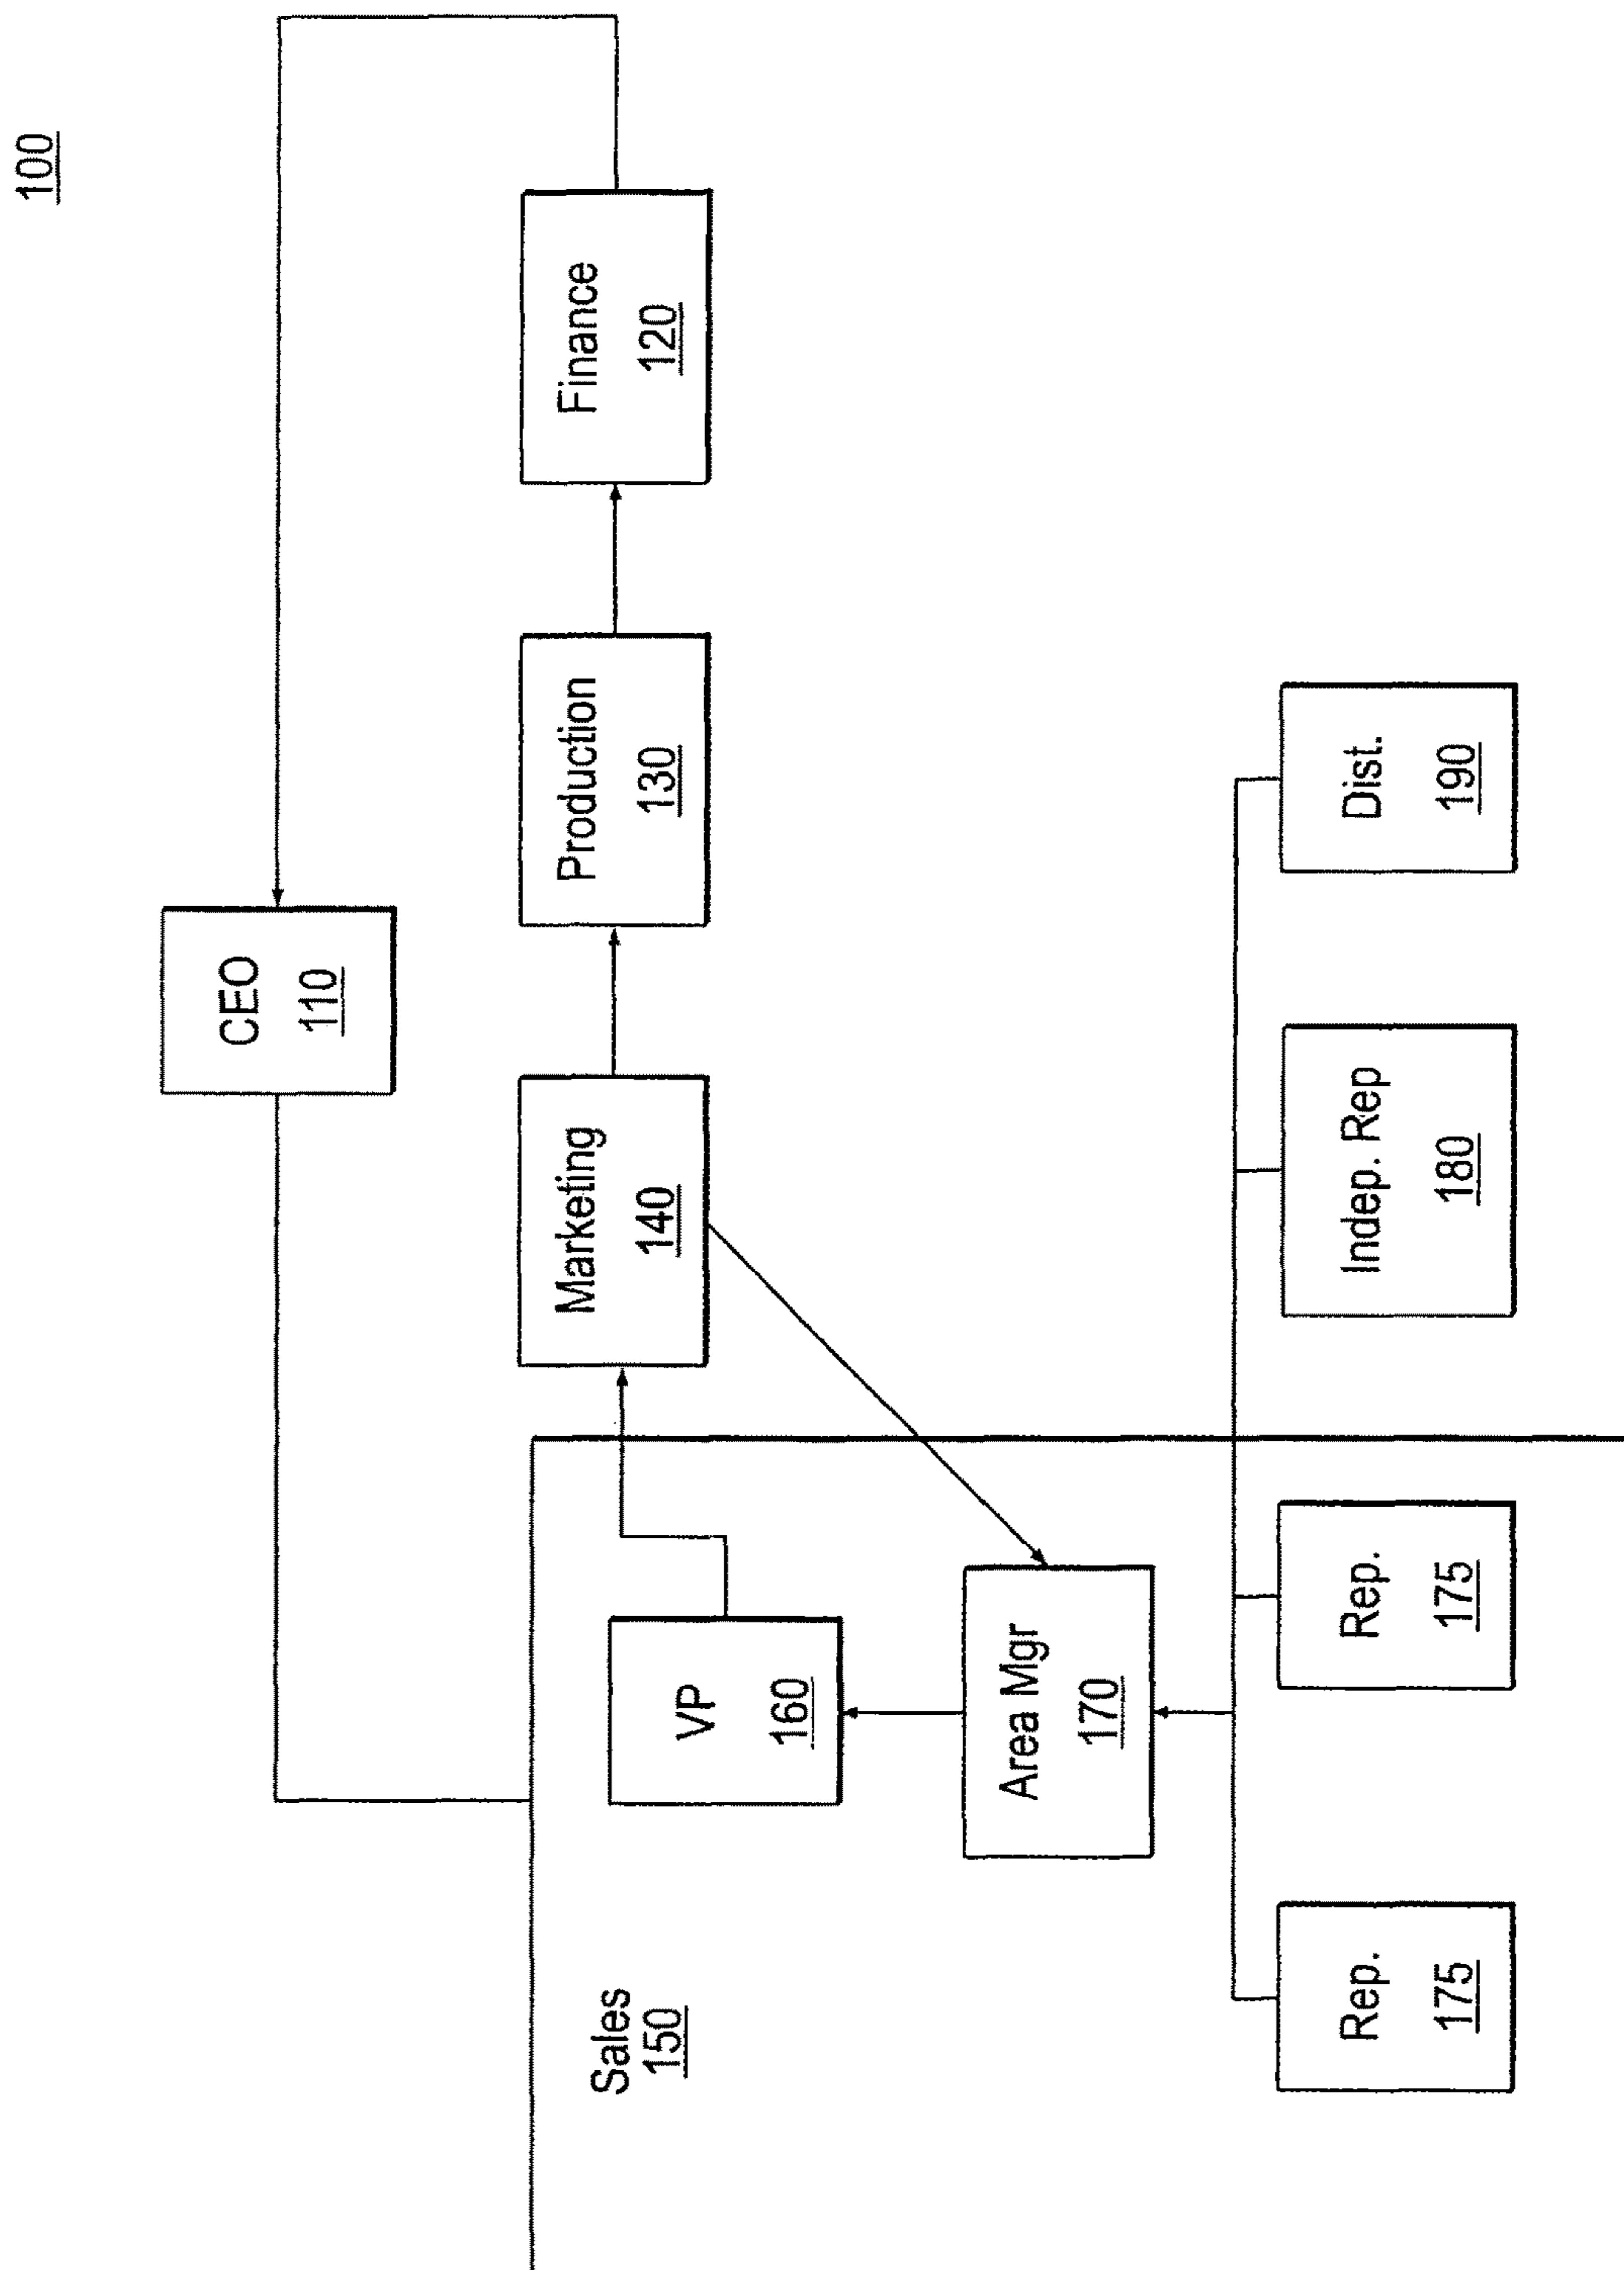 100
CEO
110
Marketing
140
Production
130
Finance
120
Sales
150
VP
160
Area Mgr
170
Rep.
175
Rep.
175
Indep. Rep
180
Dist.
190